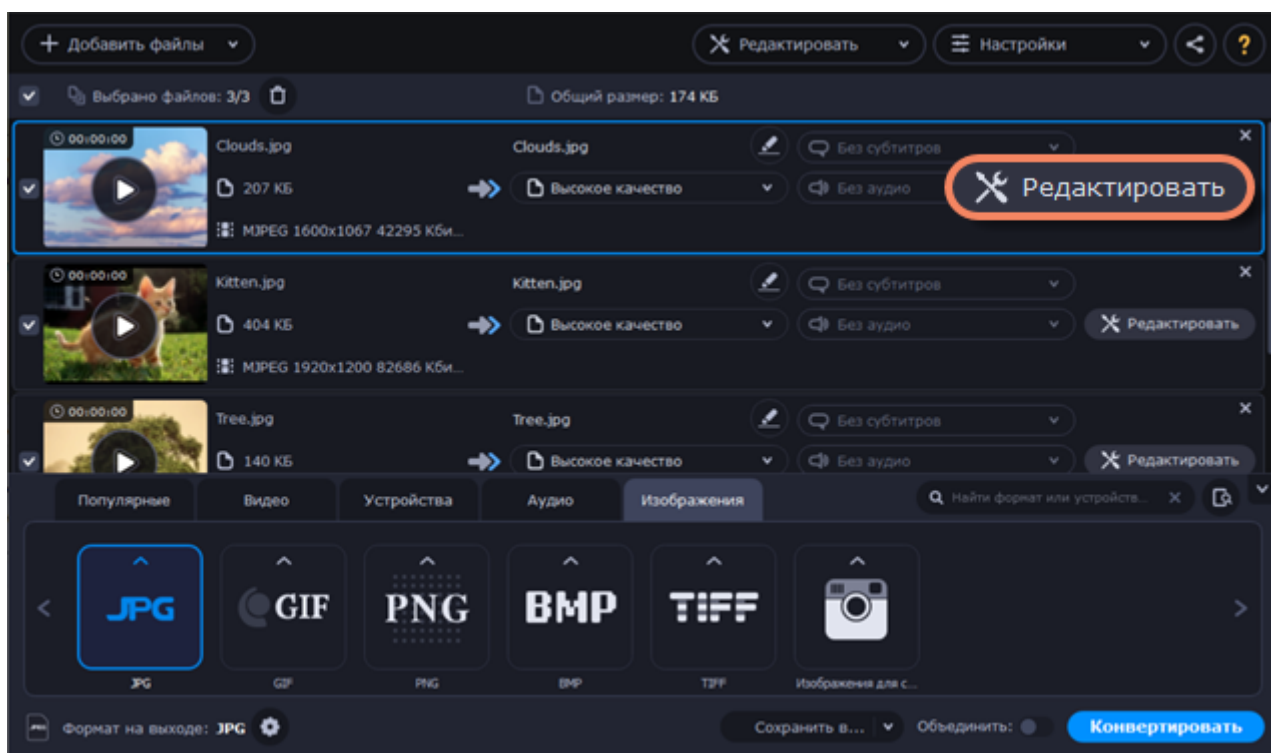 + Добавить файлы
Редактировать
Настройки
?
Выбрано файлов: 3/3
Общий размер: 174 КБ
00:00:00
Clouds.jpg
Clouds.jpg
Без субтитров
207 КБ
Высокое качество
Без аудио
Редактировать
MJPEG 1600x1067 42295 Кби...
00:00:00
Kitten.jpg
Kitten.jpg
Без субтитров
404 КБ
Высокое качество
Без аудио
Редактировать
MJPEG 1920x1200 82686 Кби...
00:00:00
Tree.jpg
Tree.jpg
Без субтитров
140 КБ
Высокое качество
Без аудио
Редактировать
Популярные
Видео
Устройства
Аудио
Изображения
Найти формат или устройств...
JPG
GIF
PNG
BMP
TIFF
JPG
GIF
PNG
BMP
TIFF
Изображения для с...
Формат на выходе: JPG
Сохранить в...
Объединить:
Конвертировать